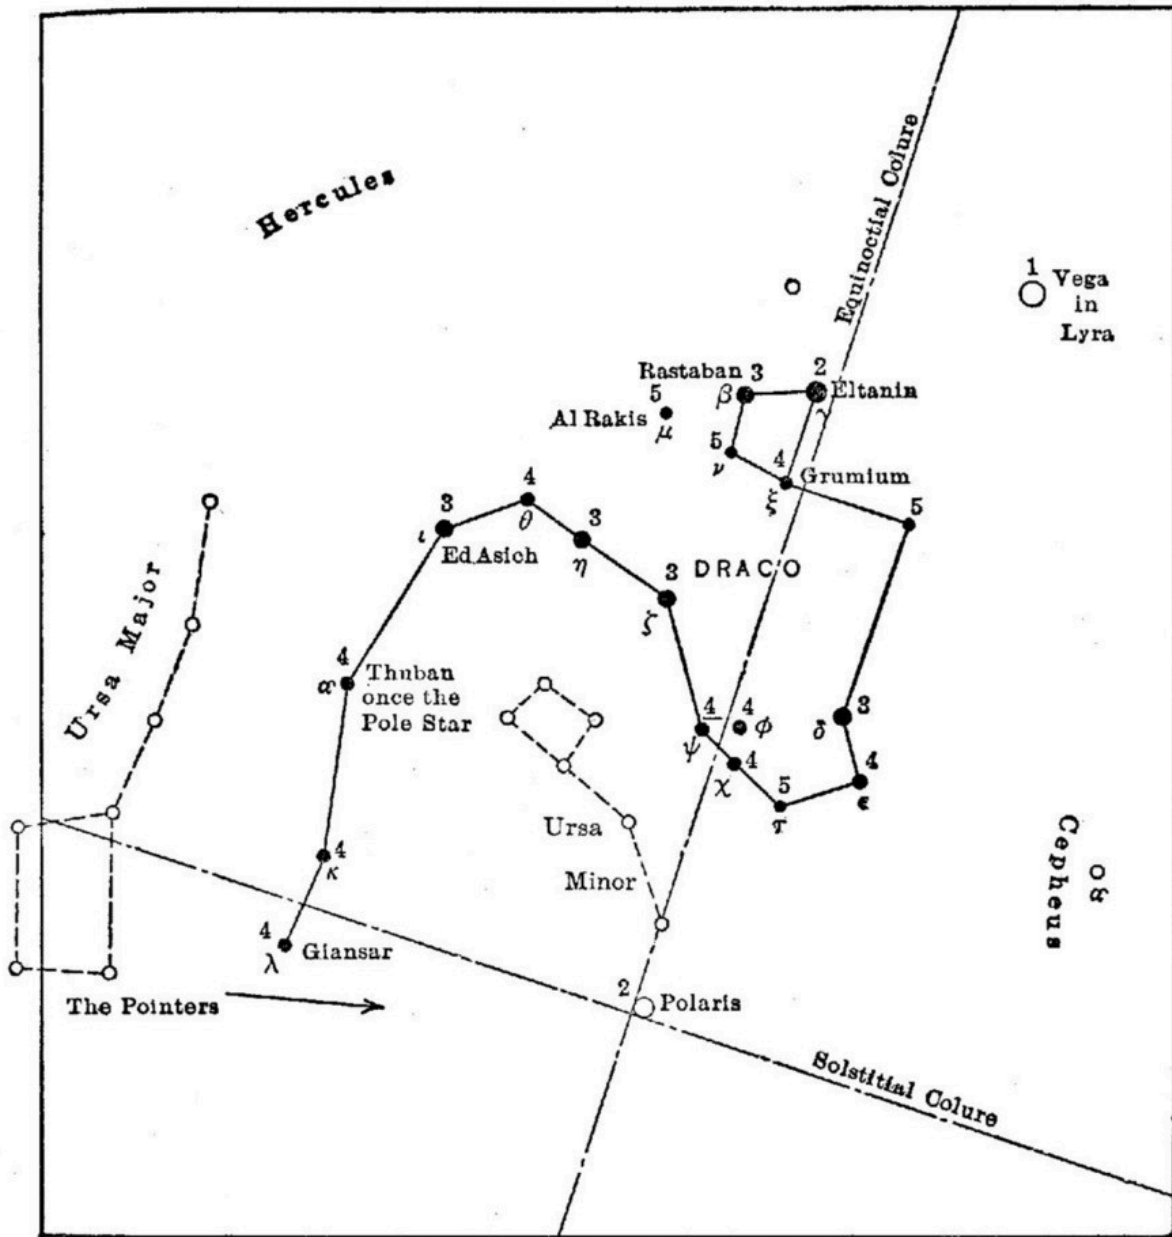 Hercules
Equinoctial Colure
1
Vega
in
Lyra
Rastaban 3
2
β
Eltanin
γ
5
Al Rakis
μ
5
ν
4
Grumium
ξ
5
3
ι
Ed Asich
4
θ
3
η
DRACO
3
ζ
Ursa Major
4
α
Thuban
once the
Pole Star
4
ψ
4
φ
3
δ
4
χ
5
τ
4
ε
Ursa
Minor
Cepheus
α
4
κ
4
λ
Giansar
The Pointers
2
Polaris
Solstitial Colure